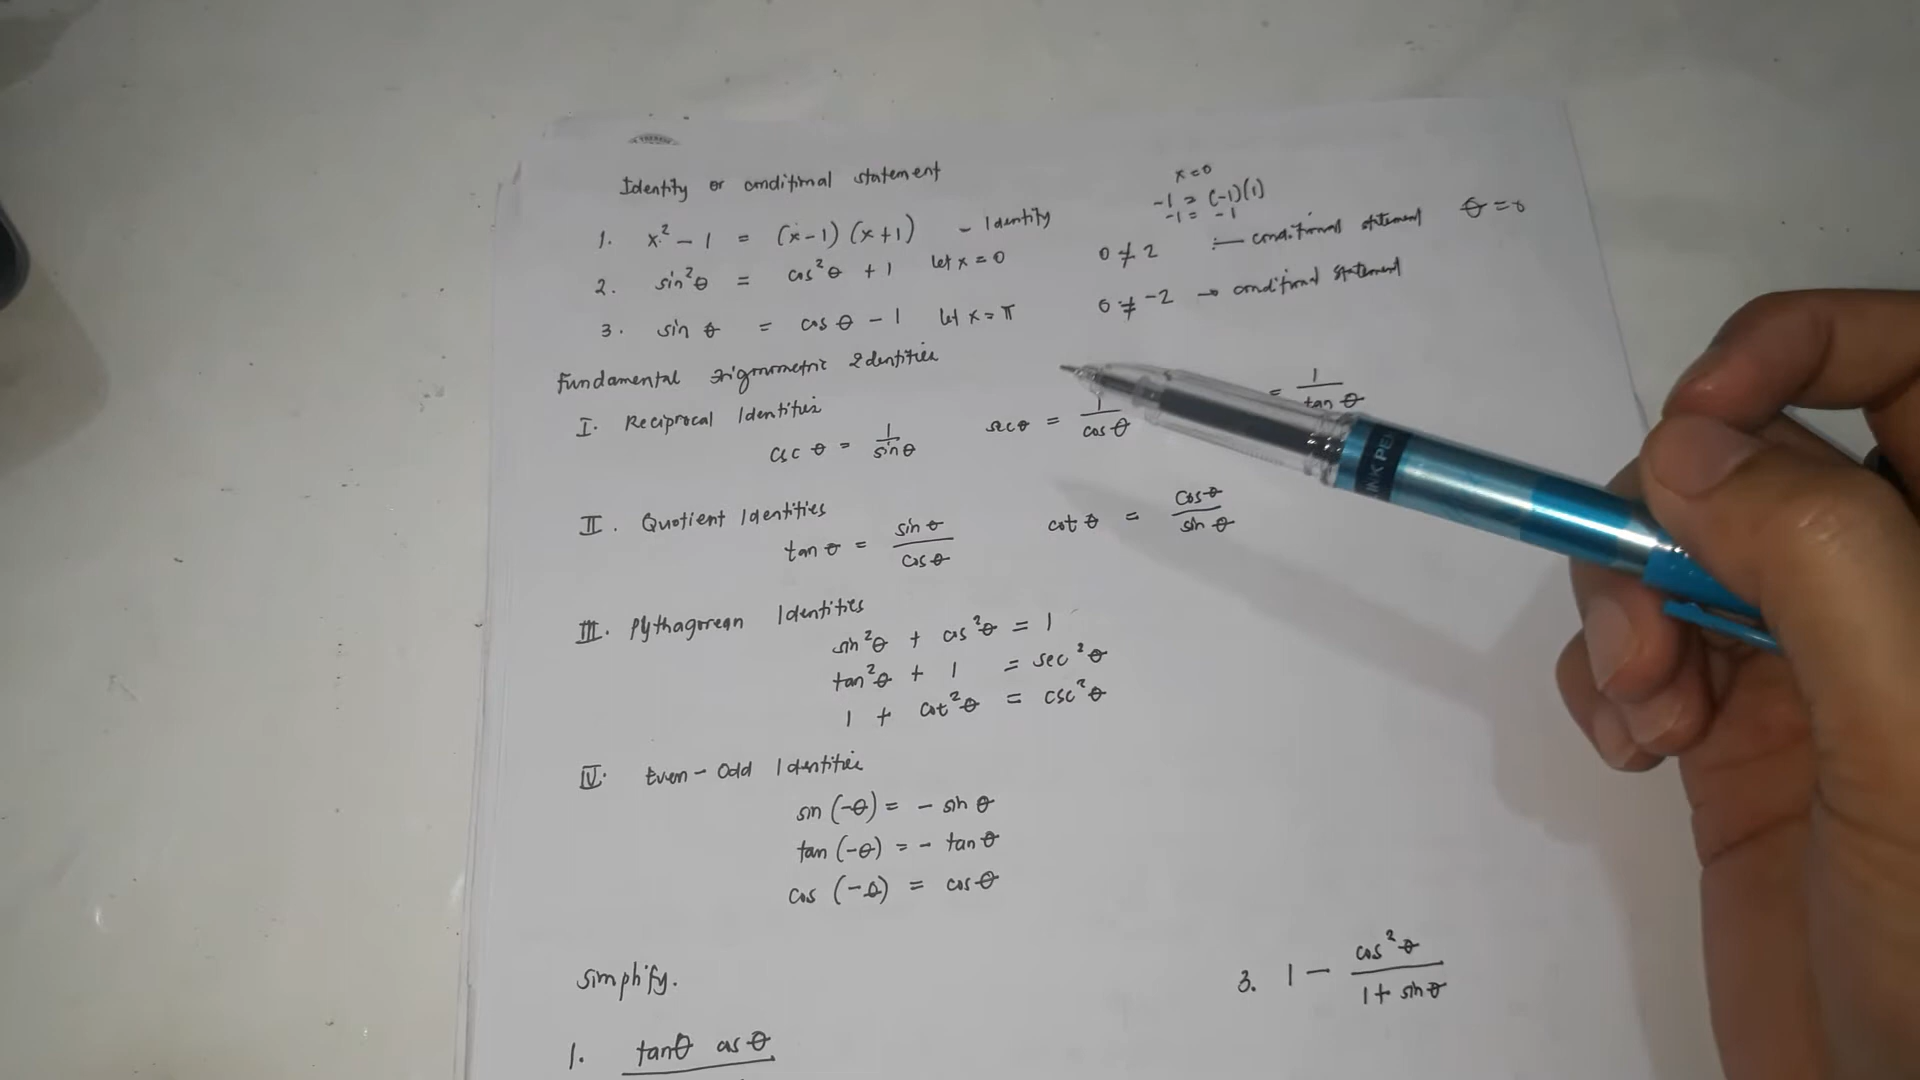 Identity or conditional statement
x=0
-1 = (-1)(1)
-1 = -1
1. x² - 1 = (x-1)(x+1) - Identity
2. sin²θ = cos²θ + 1 let x = 0 0 ≠ 2 — conditional statement θ = 0
3. sin θ = cos θ - 1 let x = π 0 ≠ -2 → conditional statement
Fundamental Trigonometric Identities
I. Reciprocal Identities
csc θ = 1/sin θ sec θ = 1/cos θ = 1/tan θ
II. Quotient Identities
tan θ = sin θ/cos θ cot θ = cos θ/sin θ
III. Pythagorean Identities
sin²θ + cos²θ = 1
tan²θ + 1 = sec²θ
1 + cot²θ = csc²θ
IV. Even-Odd Identities
sin (-θ) = - sin θ
tan (-θ) = - tan θ
cos (-θ) = cos θ
Simplify.
3. 1 - cos²θ/1 + sin θ
1. tan θ cos θ
INK PE